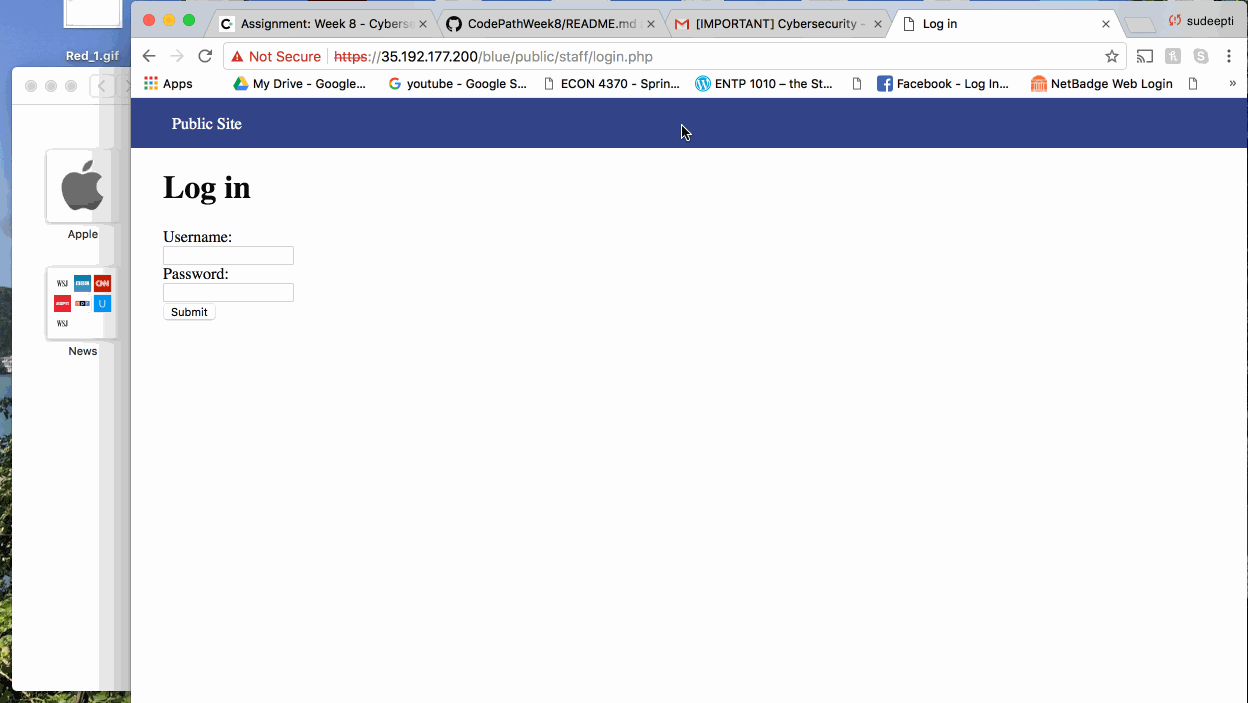 Red_1.gif
Assignment: Week 8 - Cyberse
CodePathWeek8/README.md
[IMPORTANT] Cybersecurity -
Log in
sudeepti
Not Secure https://35.192.177.200/blue/public/staff/login.php
Apps
My Drive - Google...
youtube - Google S...
ECON 4370 - Sprin...
ENTP 1010 – the St...
Facebook - Log In...
NetBadge Web Login
»
Public Site
Log in
Username:
Password:
Submit
Apple
WSJ
BBC
CNN
ESPN
U
WSJ
News